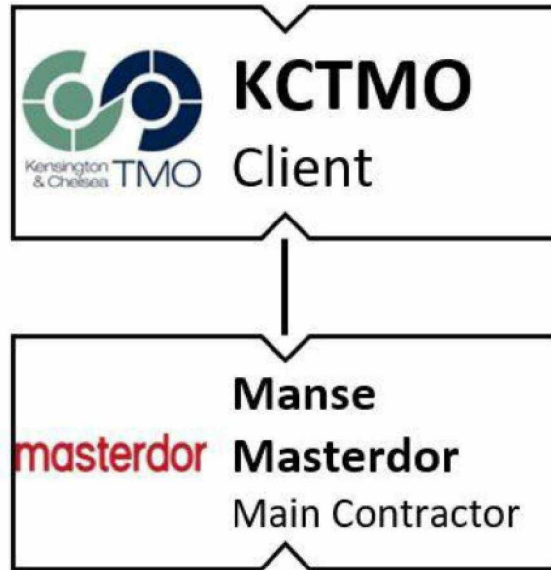 KCTMO
Client
Kensington
& Chelsea TMO
Manse
Masterdor
Main Contractor
masterdor